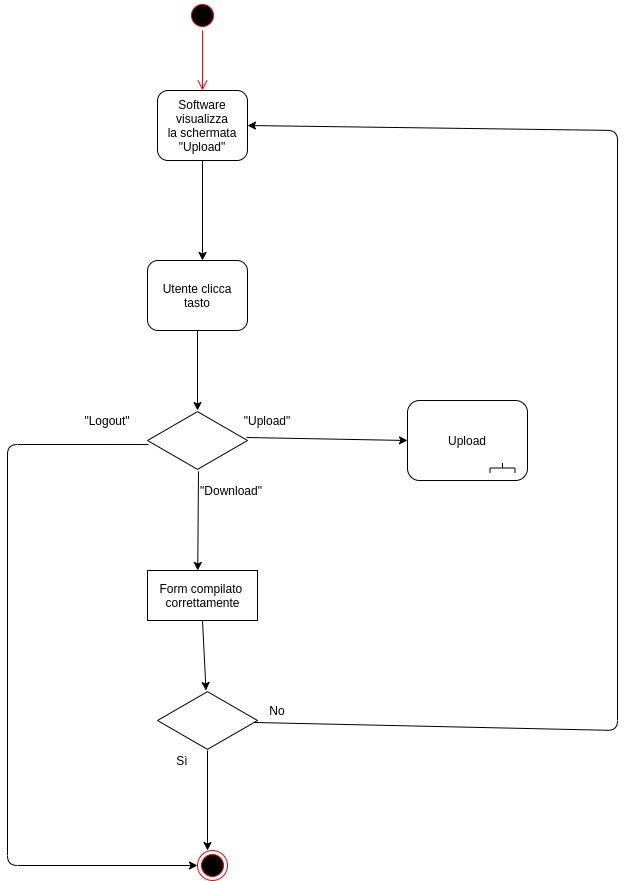 Software
visualizza
la schermata
"Upload"
Utente clicca
tasto
"Logout"
"Upload"
Upload
"Download"
Form compilato
correttamente
No
Sì